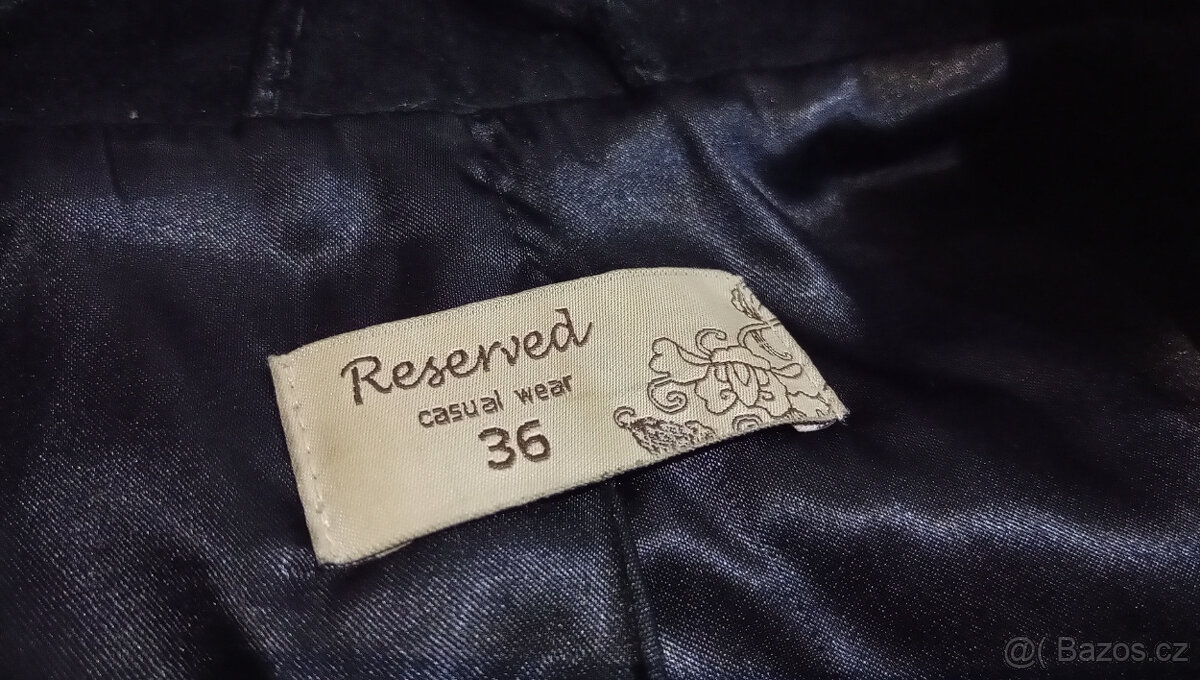 Reserved
casual wear
36
@( Bazos.cz